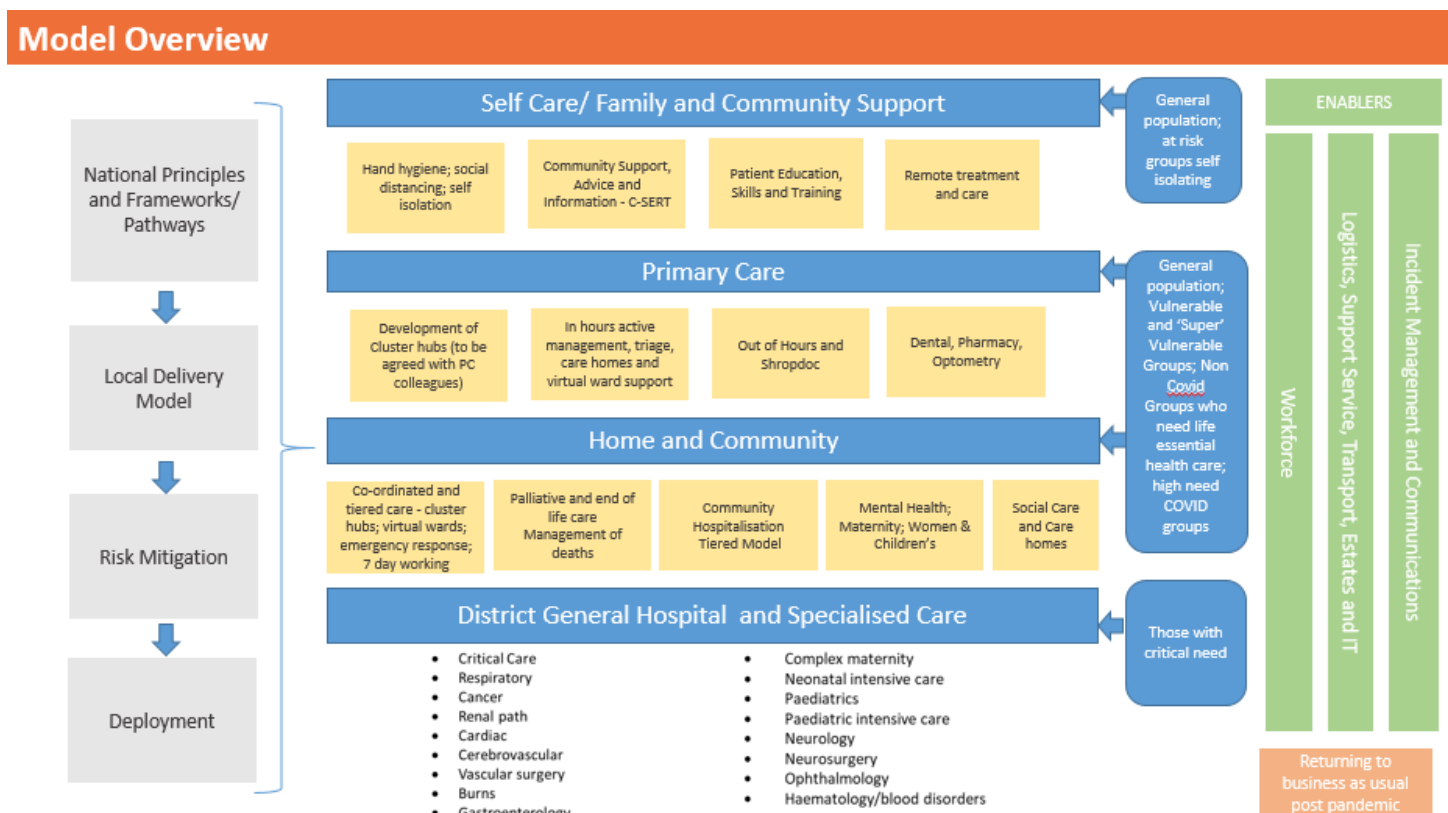 Model Overview
National Principles
and Frameworks/
Pathways
Local Delivery
Model
Risk Mitigation
Deployment
Self Care/ Family and Community Support
Hand hygiene; social
distancing; self
isolation
Community Support,
Advice and
Information - C-SERT
Patient Education,
Skills and Training
Remote treatment
and care
General
population;
at risk
groups self
isolating
Primary Care
Development of
Cluster hubs (to be
agreed with PC
colleagues)
In hours active
management, triage,
care homes and
virtual ward support
Out of Hours and
Shropdoc
Dental, Pharmacy,
Optometry
General
population;
Vulnerable
and ‘Super’
Vulnerable
Groups; Non
Covid
Groups who
need life
essential
health care;
high need
COVID
groups
Home and Community
Co-ordinated and
tiered care - cluster
hubs; virtual wards;
emergency response;
7 day working
Palliative and end of
life care
Management of
deaths
Community
Hospitalisation
Tiered Model
Mental Health;
Maternity; Women &
Children’s
Social Care
and Care
homes
District General Hospital and Specialised Care
Those with
critical need
• Critical Care
• Respiratory
• Cancer
• Renal path
• Cardiac
• Cerebrovascular
• Vascular surgery
• Burns
• Gastroenterology
• Complex maternity
• Neonatal intensive care
• Paediatrics
• Paediatric intensive care
• Neurology
• Neurosurgery
• Ophthalmology
• Haematology/blood disorders
ENABLERS
Workforce
Logistics, Support Service, Transport, Estates and IT
Incident Management and Communications
Returning to
business as usual
post pandemic